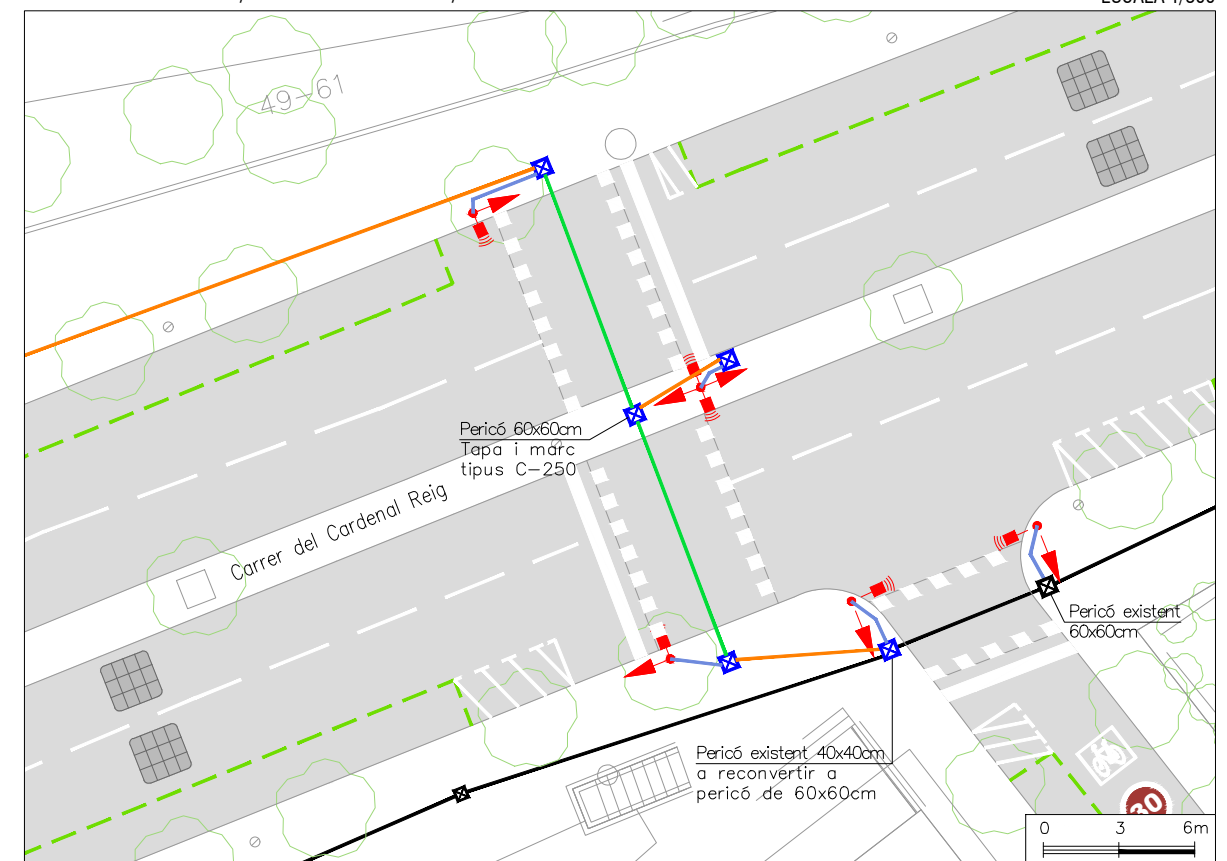 49-61
Pericó 60x60cm
Tapa i marc
tipus C-250
Carrer del Cardenal Reig
Pericó existent
60x60cm
Pericó existent 40x40cm
a reconvertir a
pericó de 60x60cm
30
0 3 6m